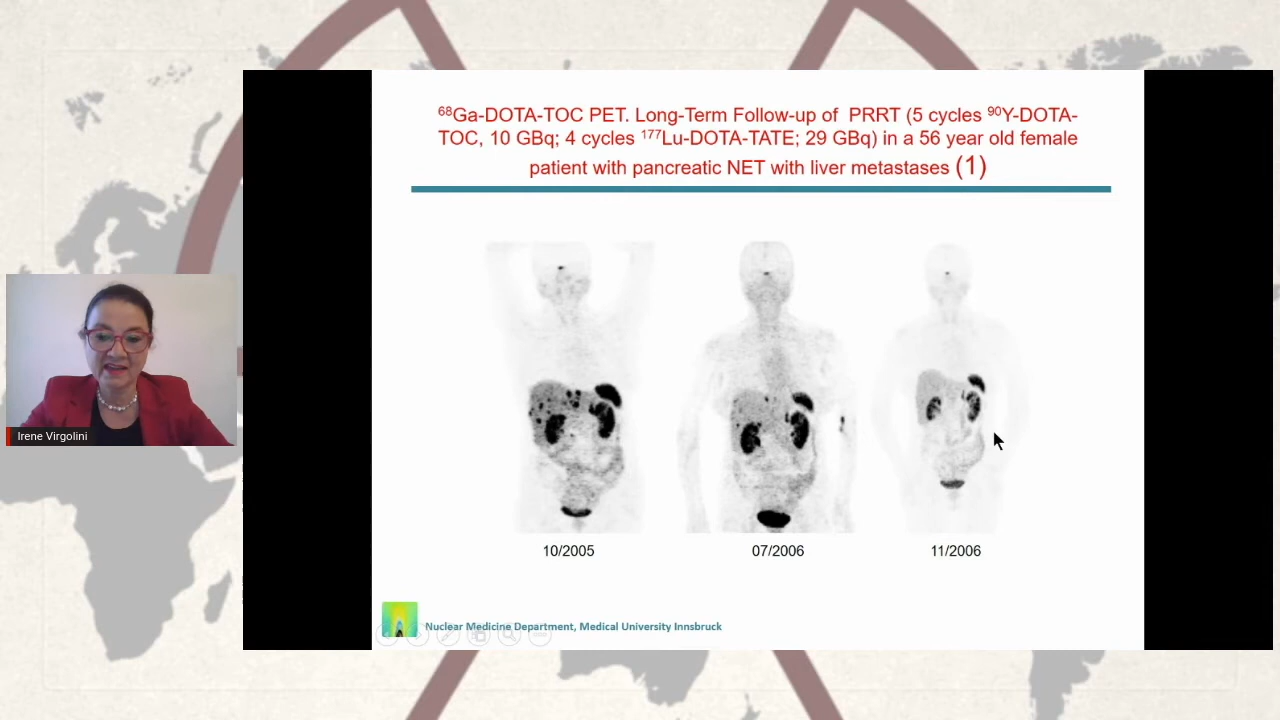 ⁶⁸Ga-DOTA-TOC PET. Long-Term Follow-up of PRRT (5 cycles ⁹⁰Y-DOTA-
TOC, 10 GBq; 4 cycles ¹⁷⁷Lu-DOTA-TATE; 29 GBq) in a 56 year old female
patient with pancreatic NET with liver metastases (1)
Irene Virgolini
10/2005
07/2006
11/2006
Nuclear Medicine Department, Medical University Innsbruck